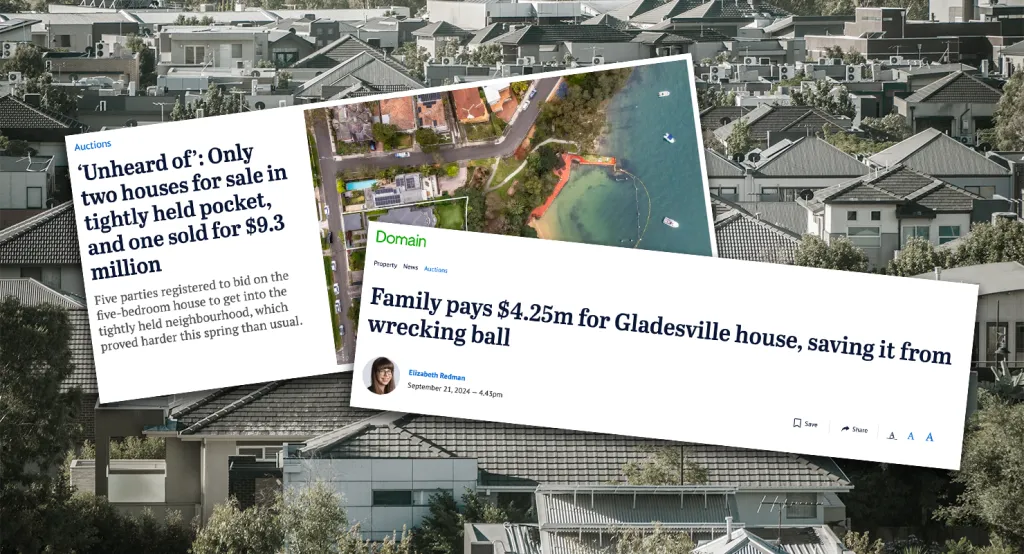 Auctions
‘Unheard of’: Only
two houses for sale in
tightly held pocket,
and one sold for $9.3
million
Five parties registered to bid on the
five-bedroom house to get into the
tightly held neighbourhood, which
proved harder this spring than usual.
Domain
Property News Auctions
Family pays $4.25m for Gladesville house, saving it from
wrecking ball
Elizabeth Redman
September 21, 2024 — 4.43pm
Save Share A A A